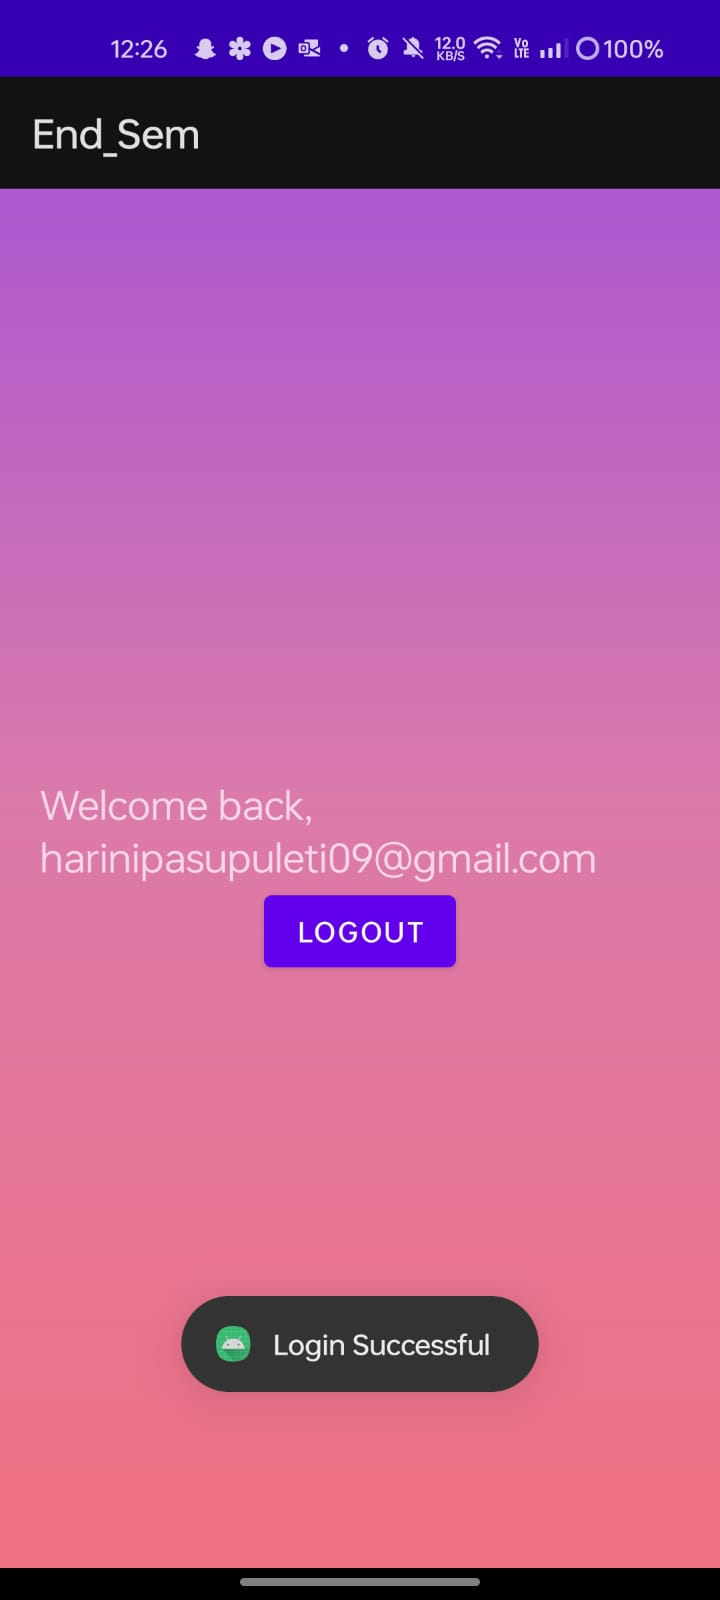 12:26 12.0 KB/S Vo LTE 100%
End_Sem
Welcome back,
harinipasupuleti09@gmail.com
LOGOUT
Login Successful